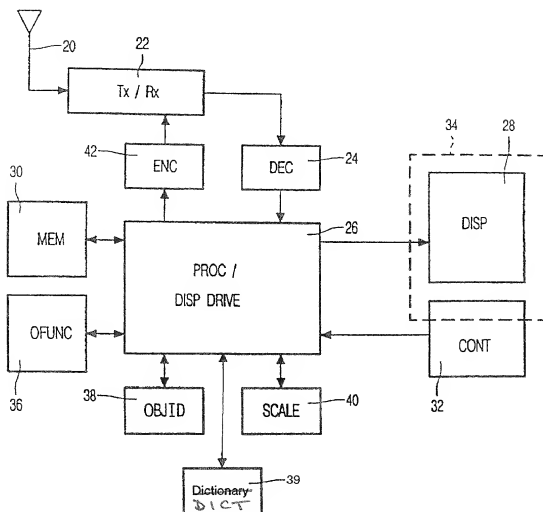 20
22
Tx / Rx
42
ENC
24
DEC
34
28
30
MEM
26
PROC /
DISP DRIVE
DISP
OFUNC
36
CONT
32
38
OBJID
SCALE
40
Dictionary
DICT
39